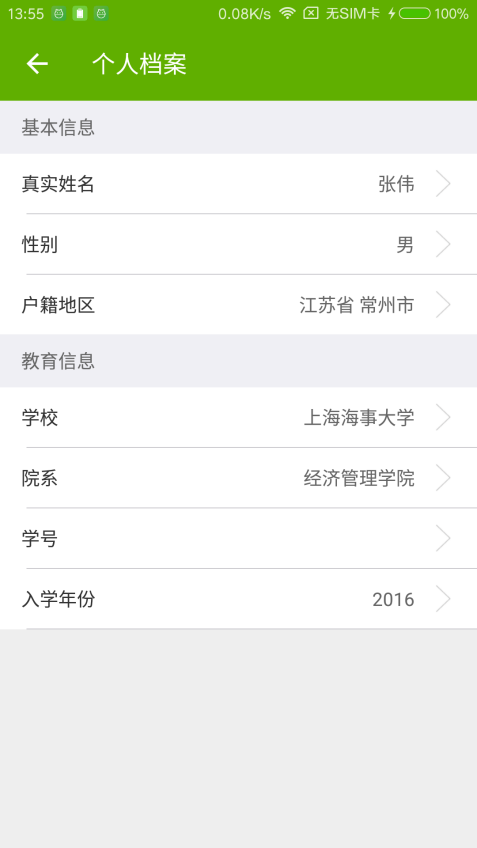 13:55 0.08K/s 无SIM卡 100%
个人档案
基本信息
真实姓名 张伟
性别 男
户籍地区 江苏省 常州市
教育信息
学校 上海海事大学
院系 经济管理学院
学号
入学年份 2016